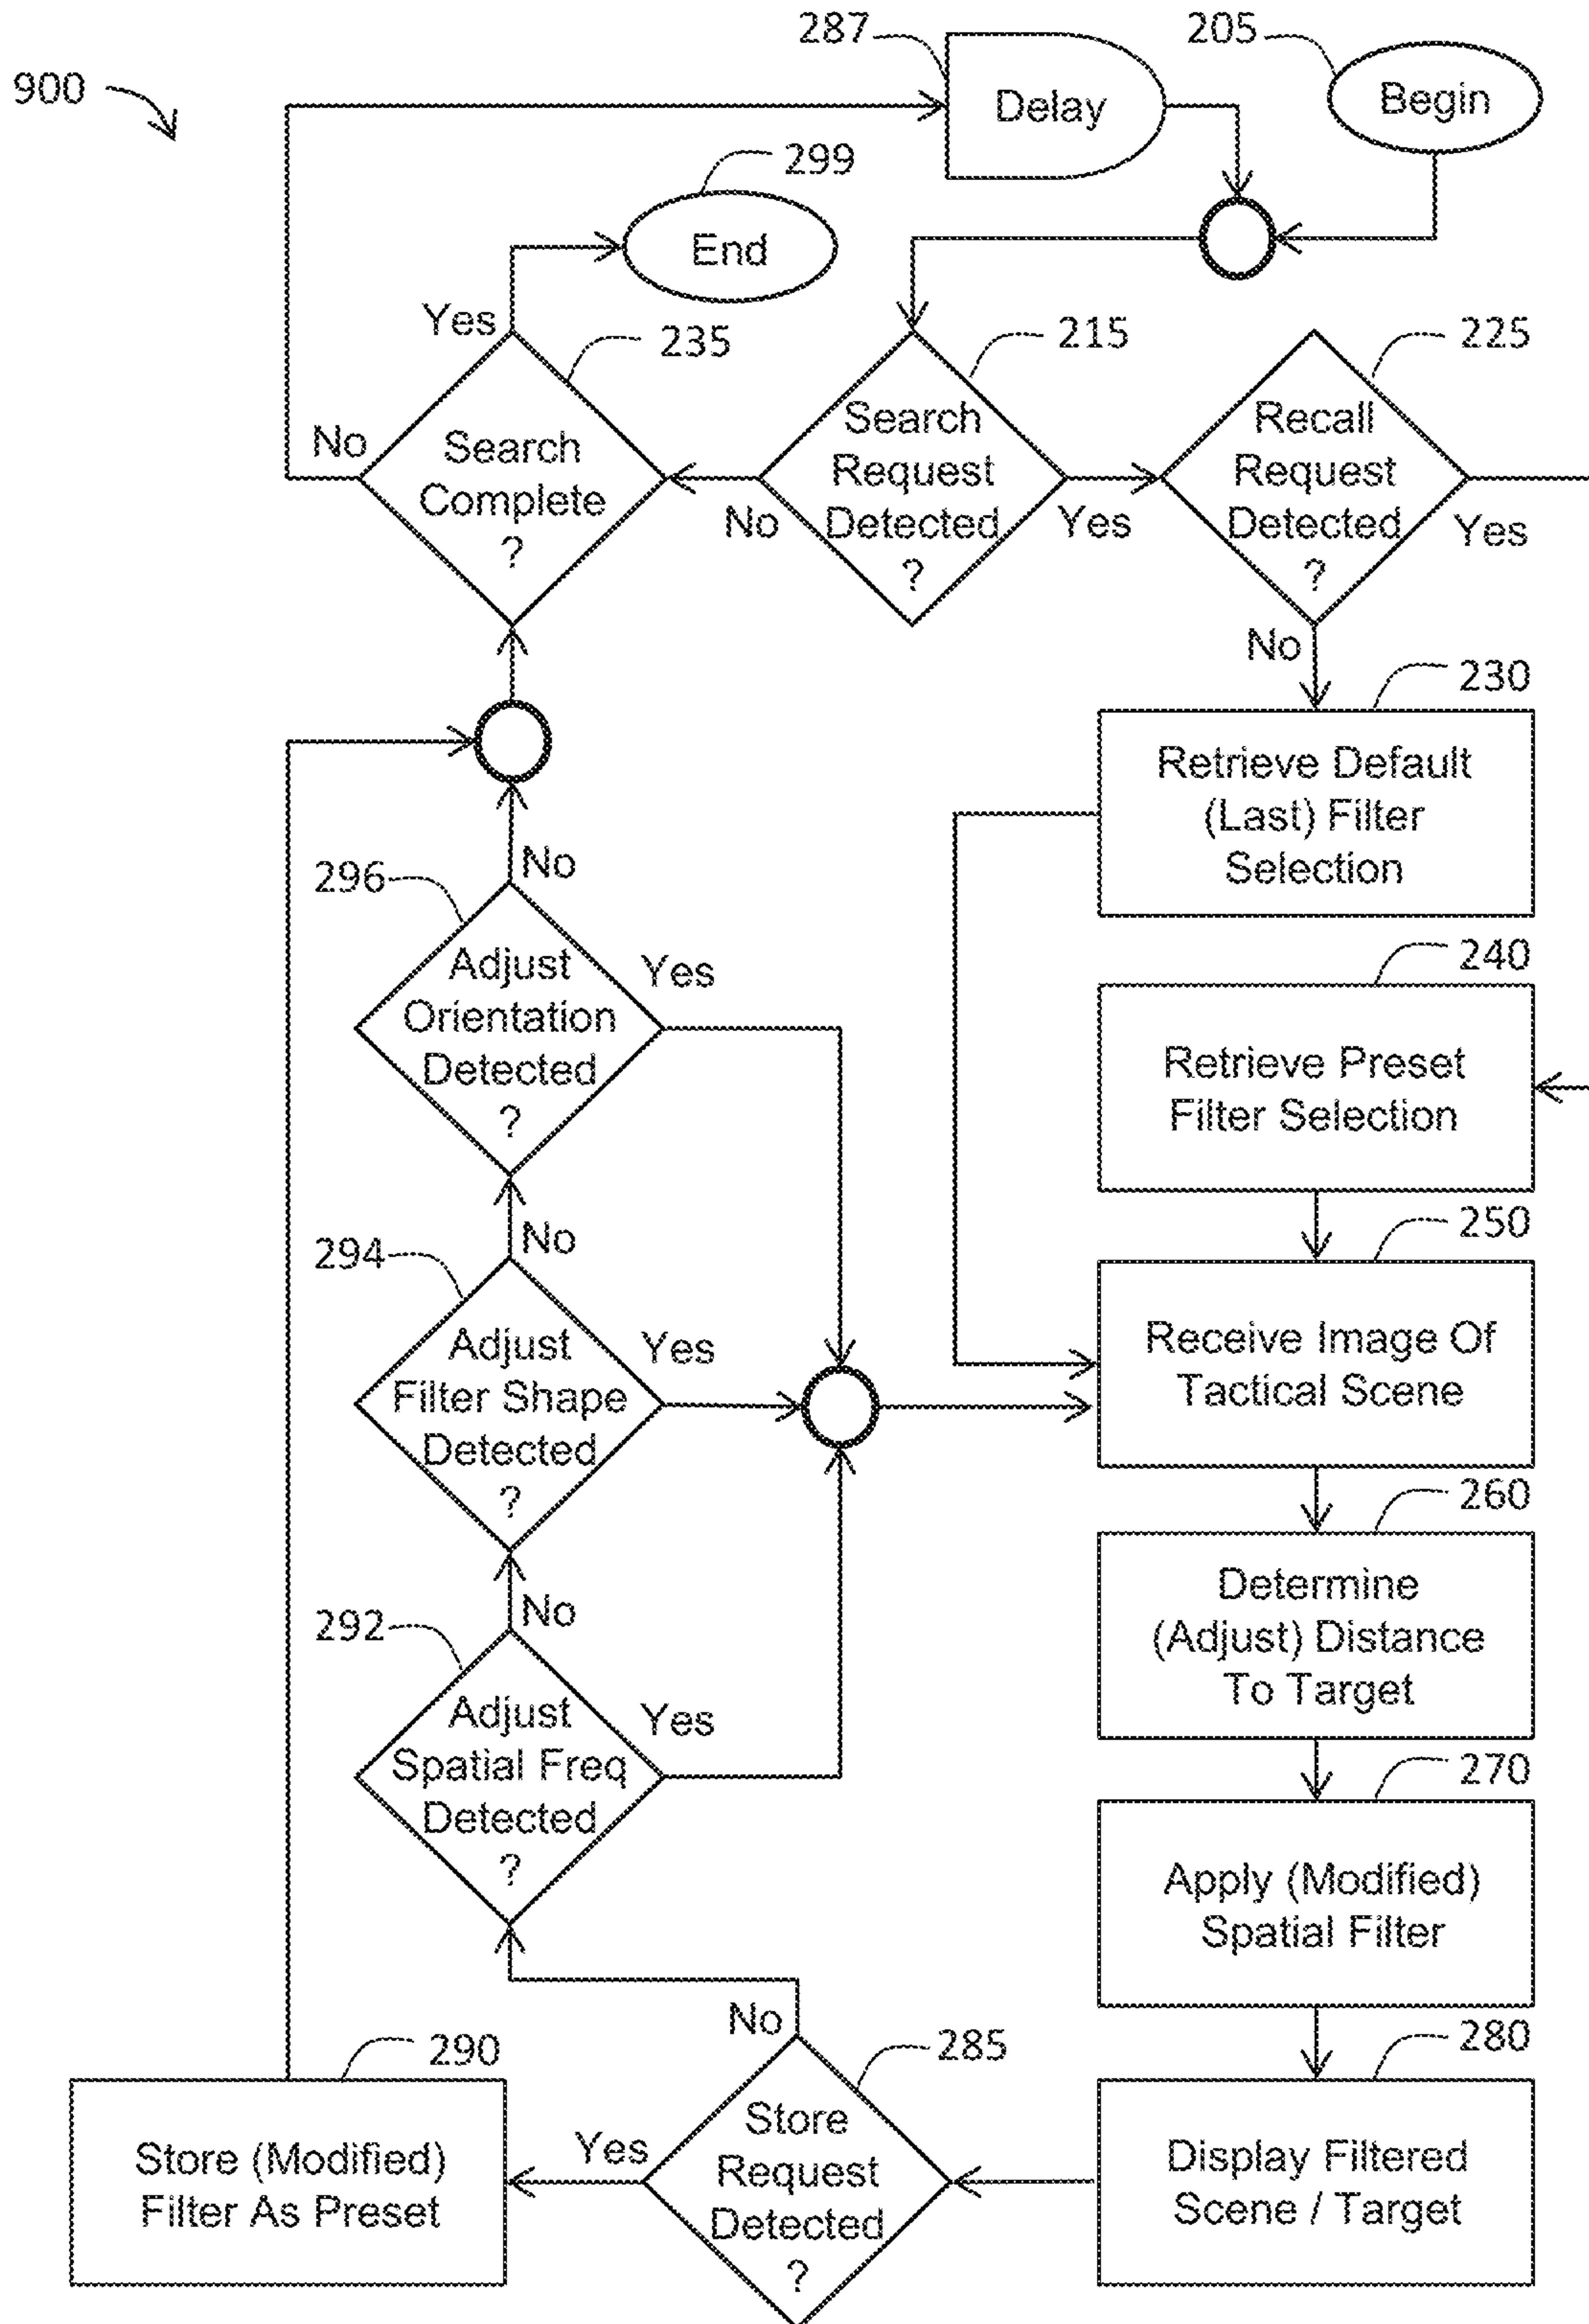 900
287
Delay
205
Begin
299
End
Yes
235
No
Search
Complete
?
215
Search
Request
Detected
?
No
Yes
225
Recall
Request
Detected
?
Yes
No
230
Retrieve Default
(Last) Filter
Selection
240
Retrieve Preset
Filter Selection
250
Receive Image Of
Tactical Scene
260
Determine
(Adjust) Distance
To Target
270
Apply (Modified)
Spatial Filter
280
Display Filtered
Scene / Target
285
Store
Request
Detected
?
Yes
No
290
Store (Modified)
Filter As Preset
292
Adjust
Spatial Freq
Detected
?
Yes
No
294
Adjust
Filter Shape
Detected
?
Yes
No
296
Adjust
Orientation
Detected
?
Yes
No